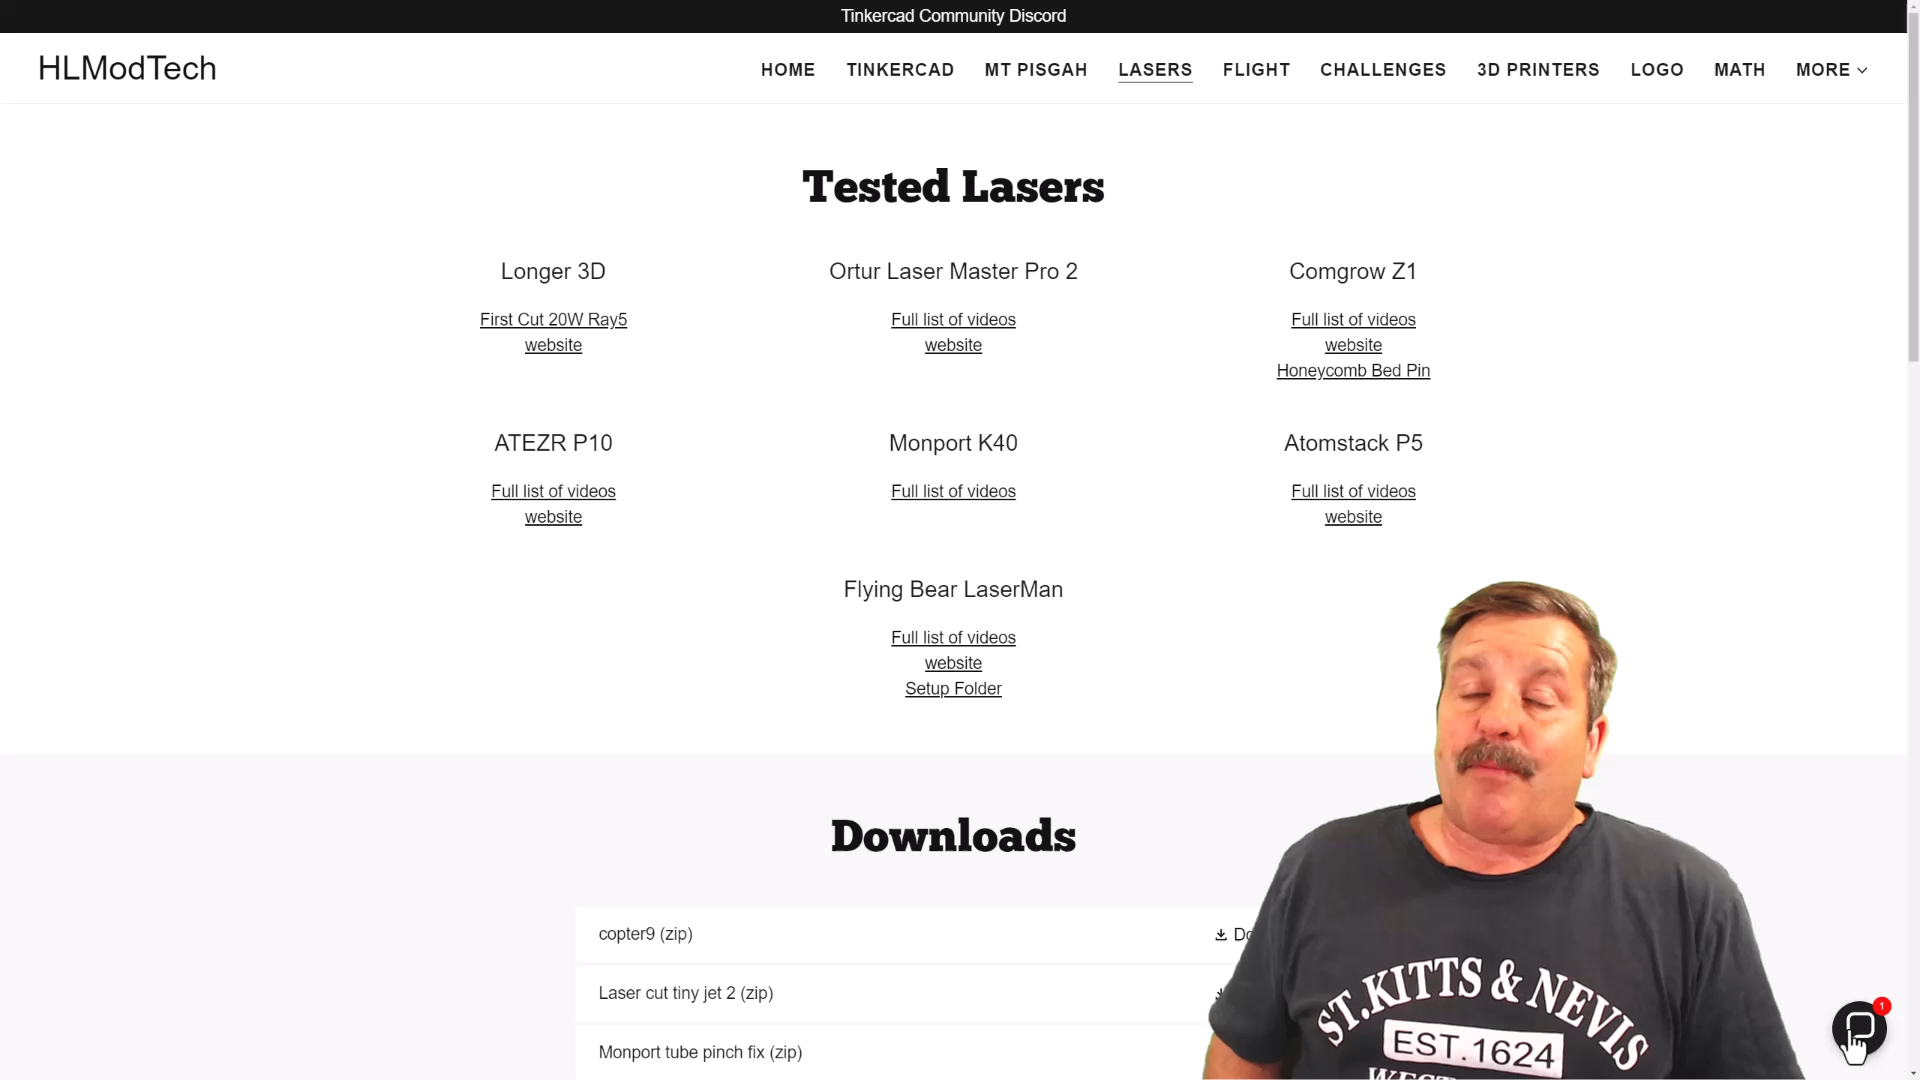 Tinkercad Community Discord
HLModTech
HOME TINKERCAD MT PISGAH LASERS FLIGHT CHALLENGES 3D PRINTERS LOGO MATH MORE
Tested Lasers
Longer 3D
First Cut 20W Ray5
website
Ortur Laser Master Pro 2
Full list of videos
website
Comgrow Z1
Full list of videos
website
Honeycomb Bed Pin
ATEZR P10
Full list of videos
website
Monport K40
Full list of videos
Atomstack P5
Full list of videos
website
Flying Bear LaserMan
Full list of videos
website
Setup Folder
Downloads
copter9 (zip)
Laser cut tiny jet 2 (zip)
Monport tube pinch fix (zip)
ST.KITTS & NEVIS
EST.1624
1